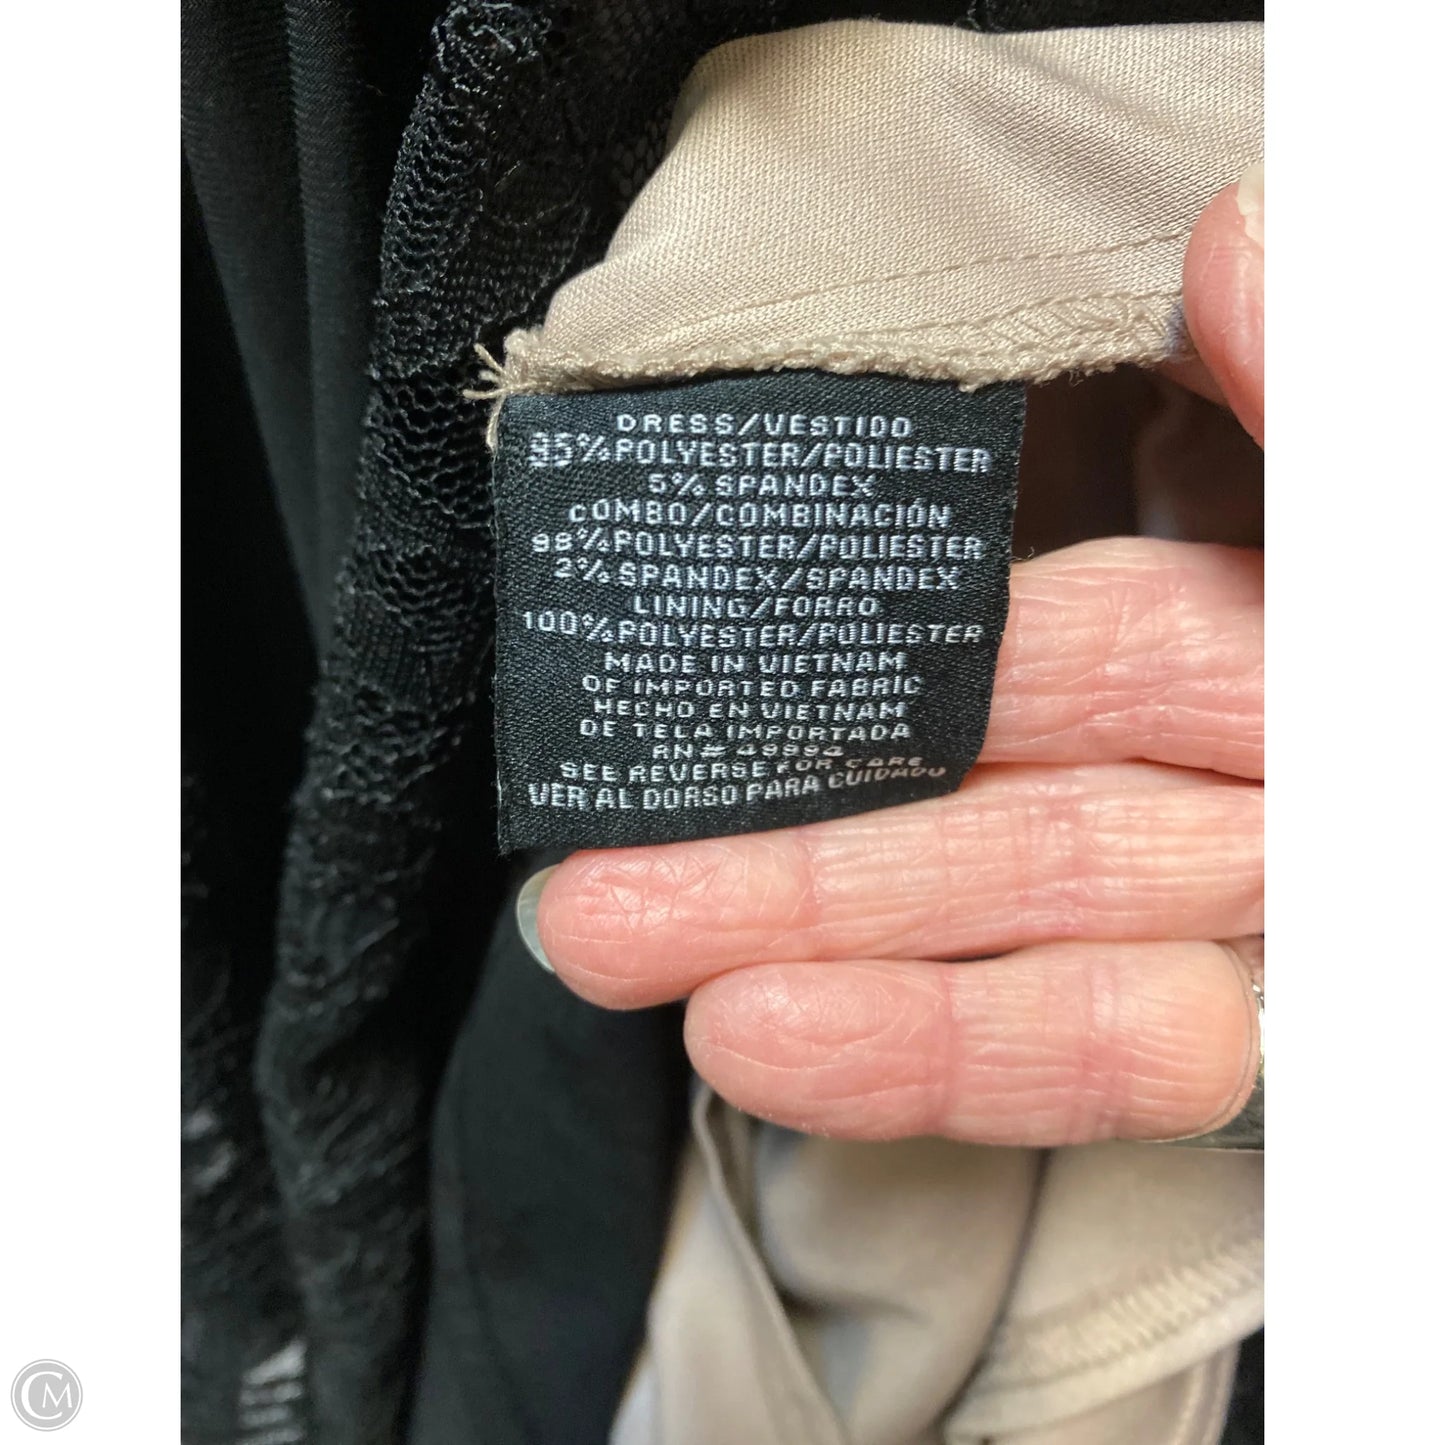 DRESS/VESTIDO
95%POLYESTER/POLIESTER
5% SPANDEX
COMBO/COMBINACIÓN
98%POLYESTER/POLIESTER
2%SPANDEX/SPANDEX
LINING/FORRO
100%POLYESTER/POLIESTER
MADE IN VIETNAM
OF IMPORTED FABRIC
HECHO EN VIETNAM
DE TELA IMPORTADA
RN# 49994
SEE REVERSE FOR CARE
VER AL DORSO PARA CUIDADO
CM